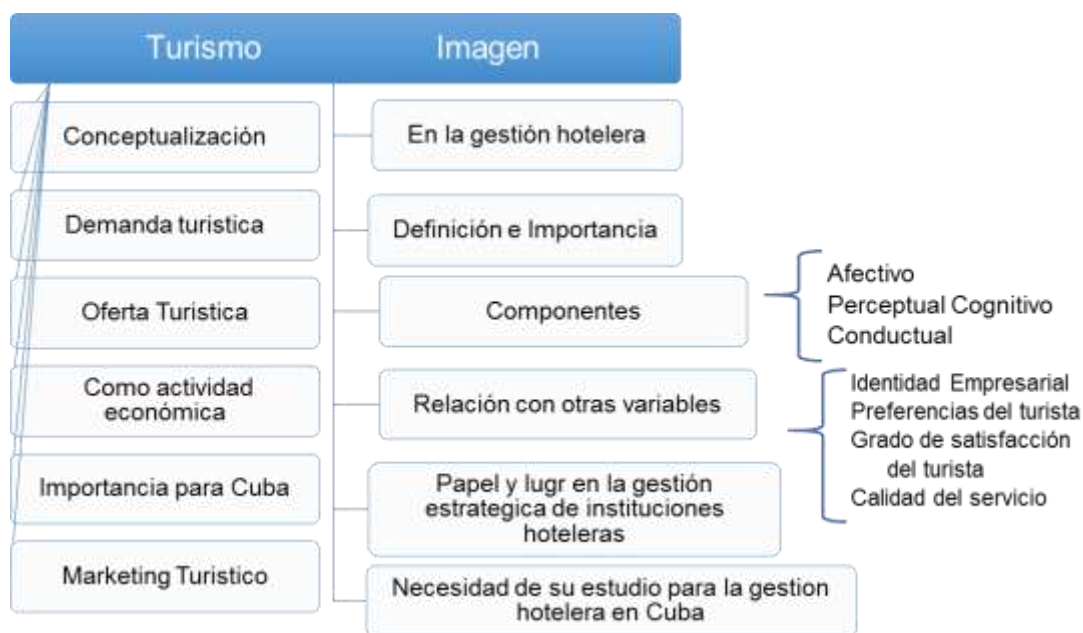 Turismo
Imagen
Conceptualización
Demanda turistica
Oferta Turistica
Como actividad
económica
Importancia para Cuba
Marketing Turistico
En la gestión hotelera
Definición e Importancia
Componentes
Afectivo
Perceptual Cognitivo
Conductual
Relación con otras variables
Identidad Empresarial
Preferencias del turista
Grado de satisfacción
del turista
Calidad del servicio
Papel y lugr en la gestión
estrategica de instituciones
hoteleras
Necesidad de su estudio para la gestion
hotelera en Cuba